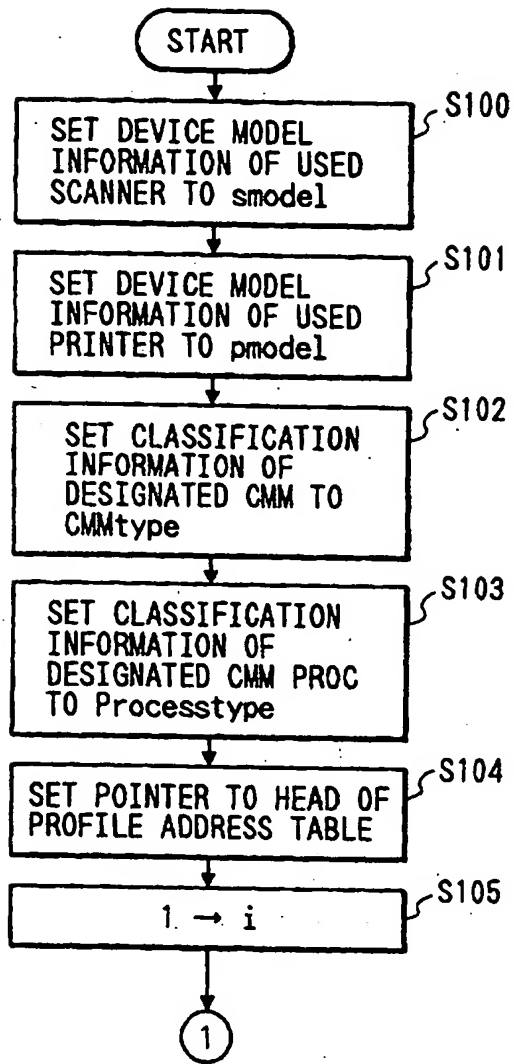 START
S100
SET DEVICE MODEL
INFORMATION OF USED
SCANNER TO smodel
S101
SET DEVICE MODEL
INFORMATION OF USED
PRINTER TO pmodel
S102
SET CLASSIFICATION
INFORMATION OF
DESIGNATED CMM TO
CMMtype
S103
SET CLASSIFICATION
INFORMATION OF
DESIGNATED CMM PROC
TO Processtype
S104
SET POINTER TO HEAD OF
PROFILE ADDRESS TABLE
S105
1 → i
1